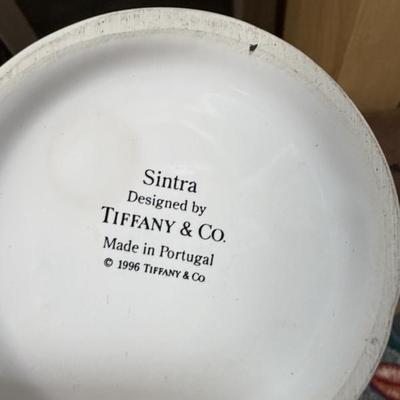 Sintra
Designed by
TIFFANY & CO.
Made in Portugal
© 1996 TIFFANY & CO